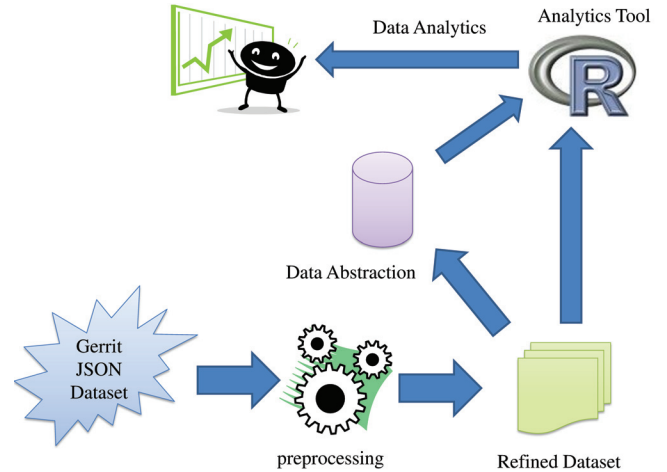 Data Analytics
Analytics Tool
R
Data Abstraction
Gerrit
JSON
Dataset
preprocessing
Refined Dataset